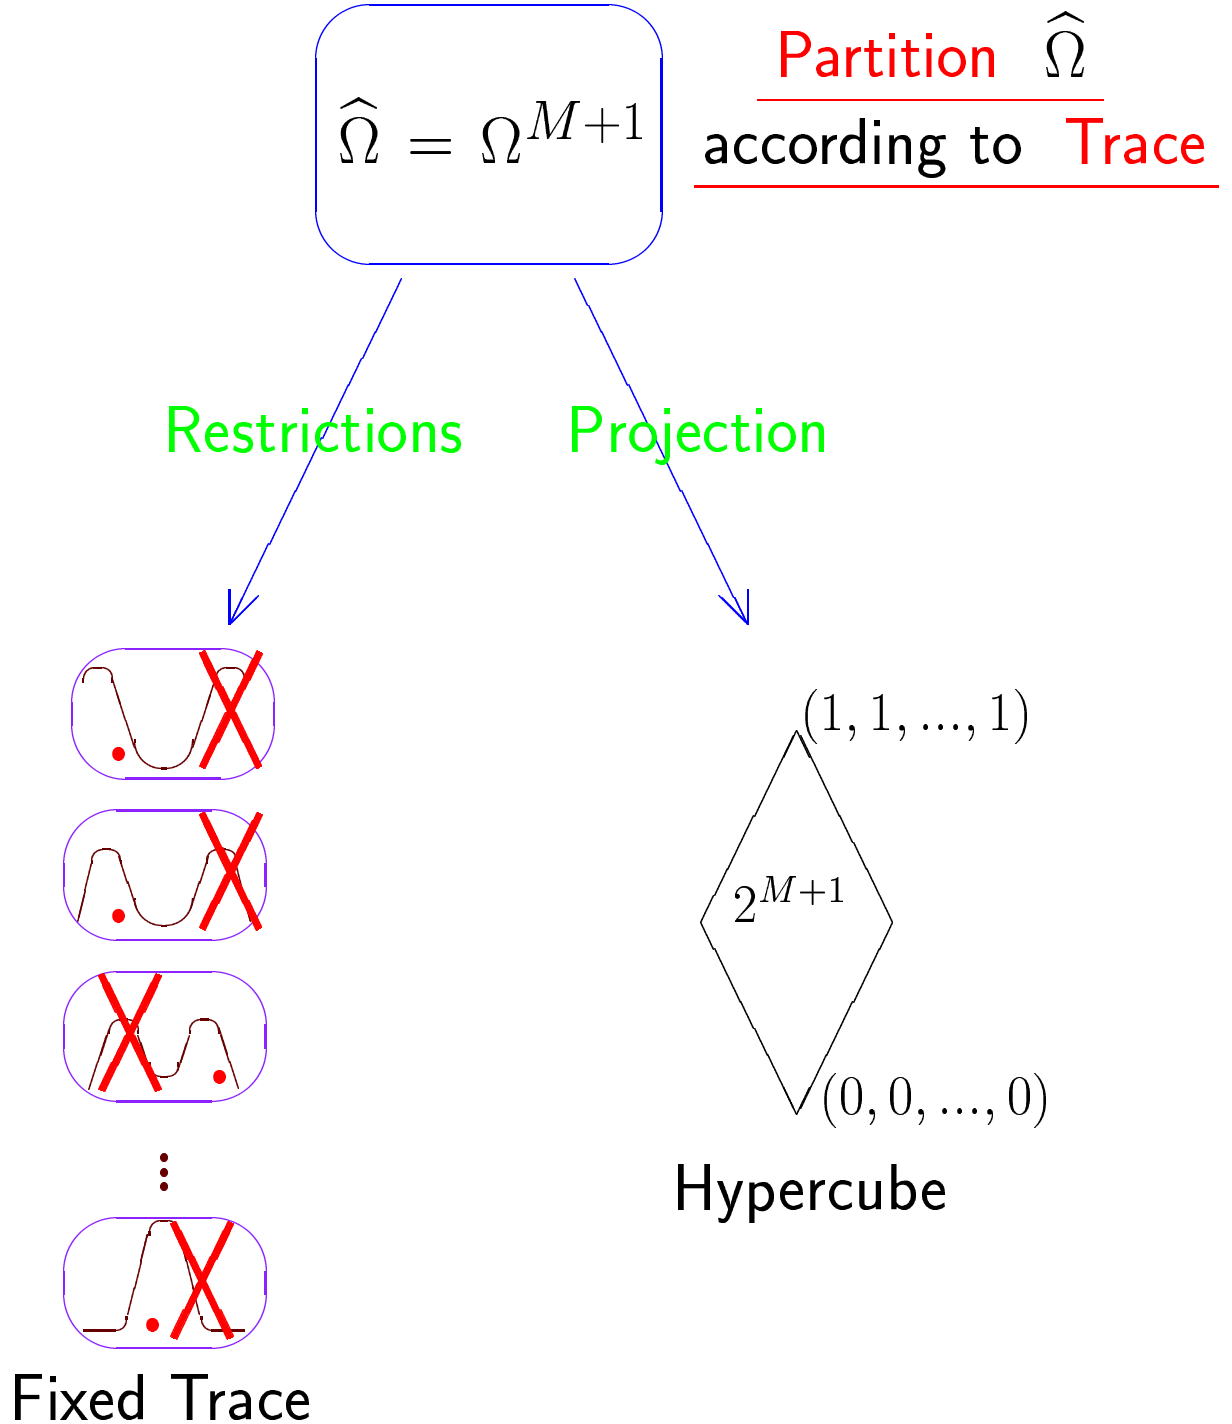 Partition Ω̂
Ω̂ = Ω^{M+1}
according to Trace
Restrictions
Projection
(1, 1, ..., 1)
2^{M+1}
(0, 0, ..., 0)
Hypercube
Fixed Trace